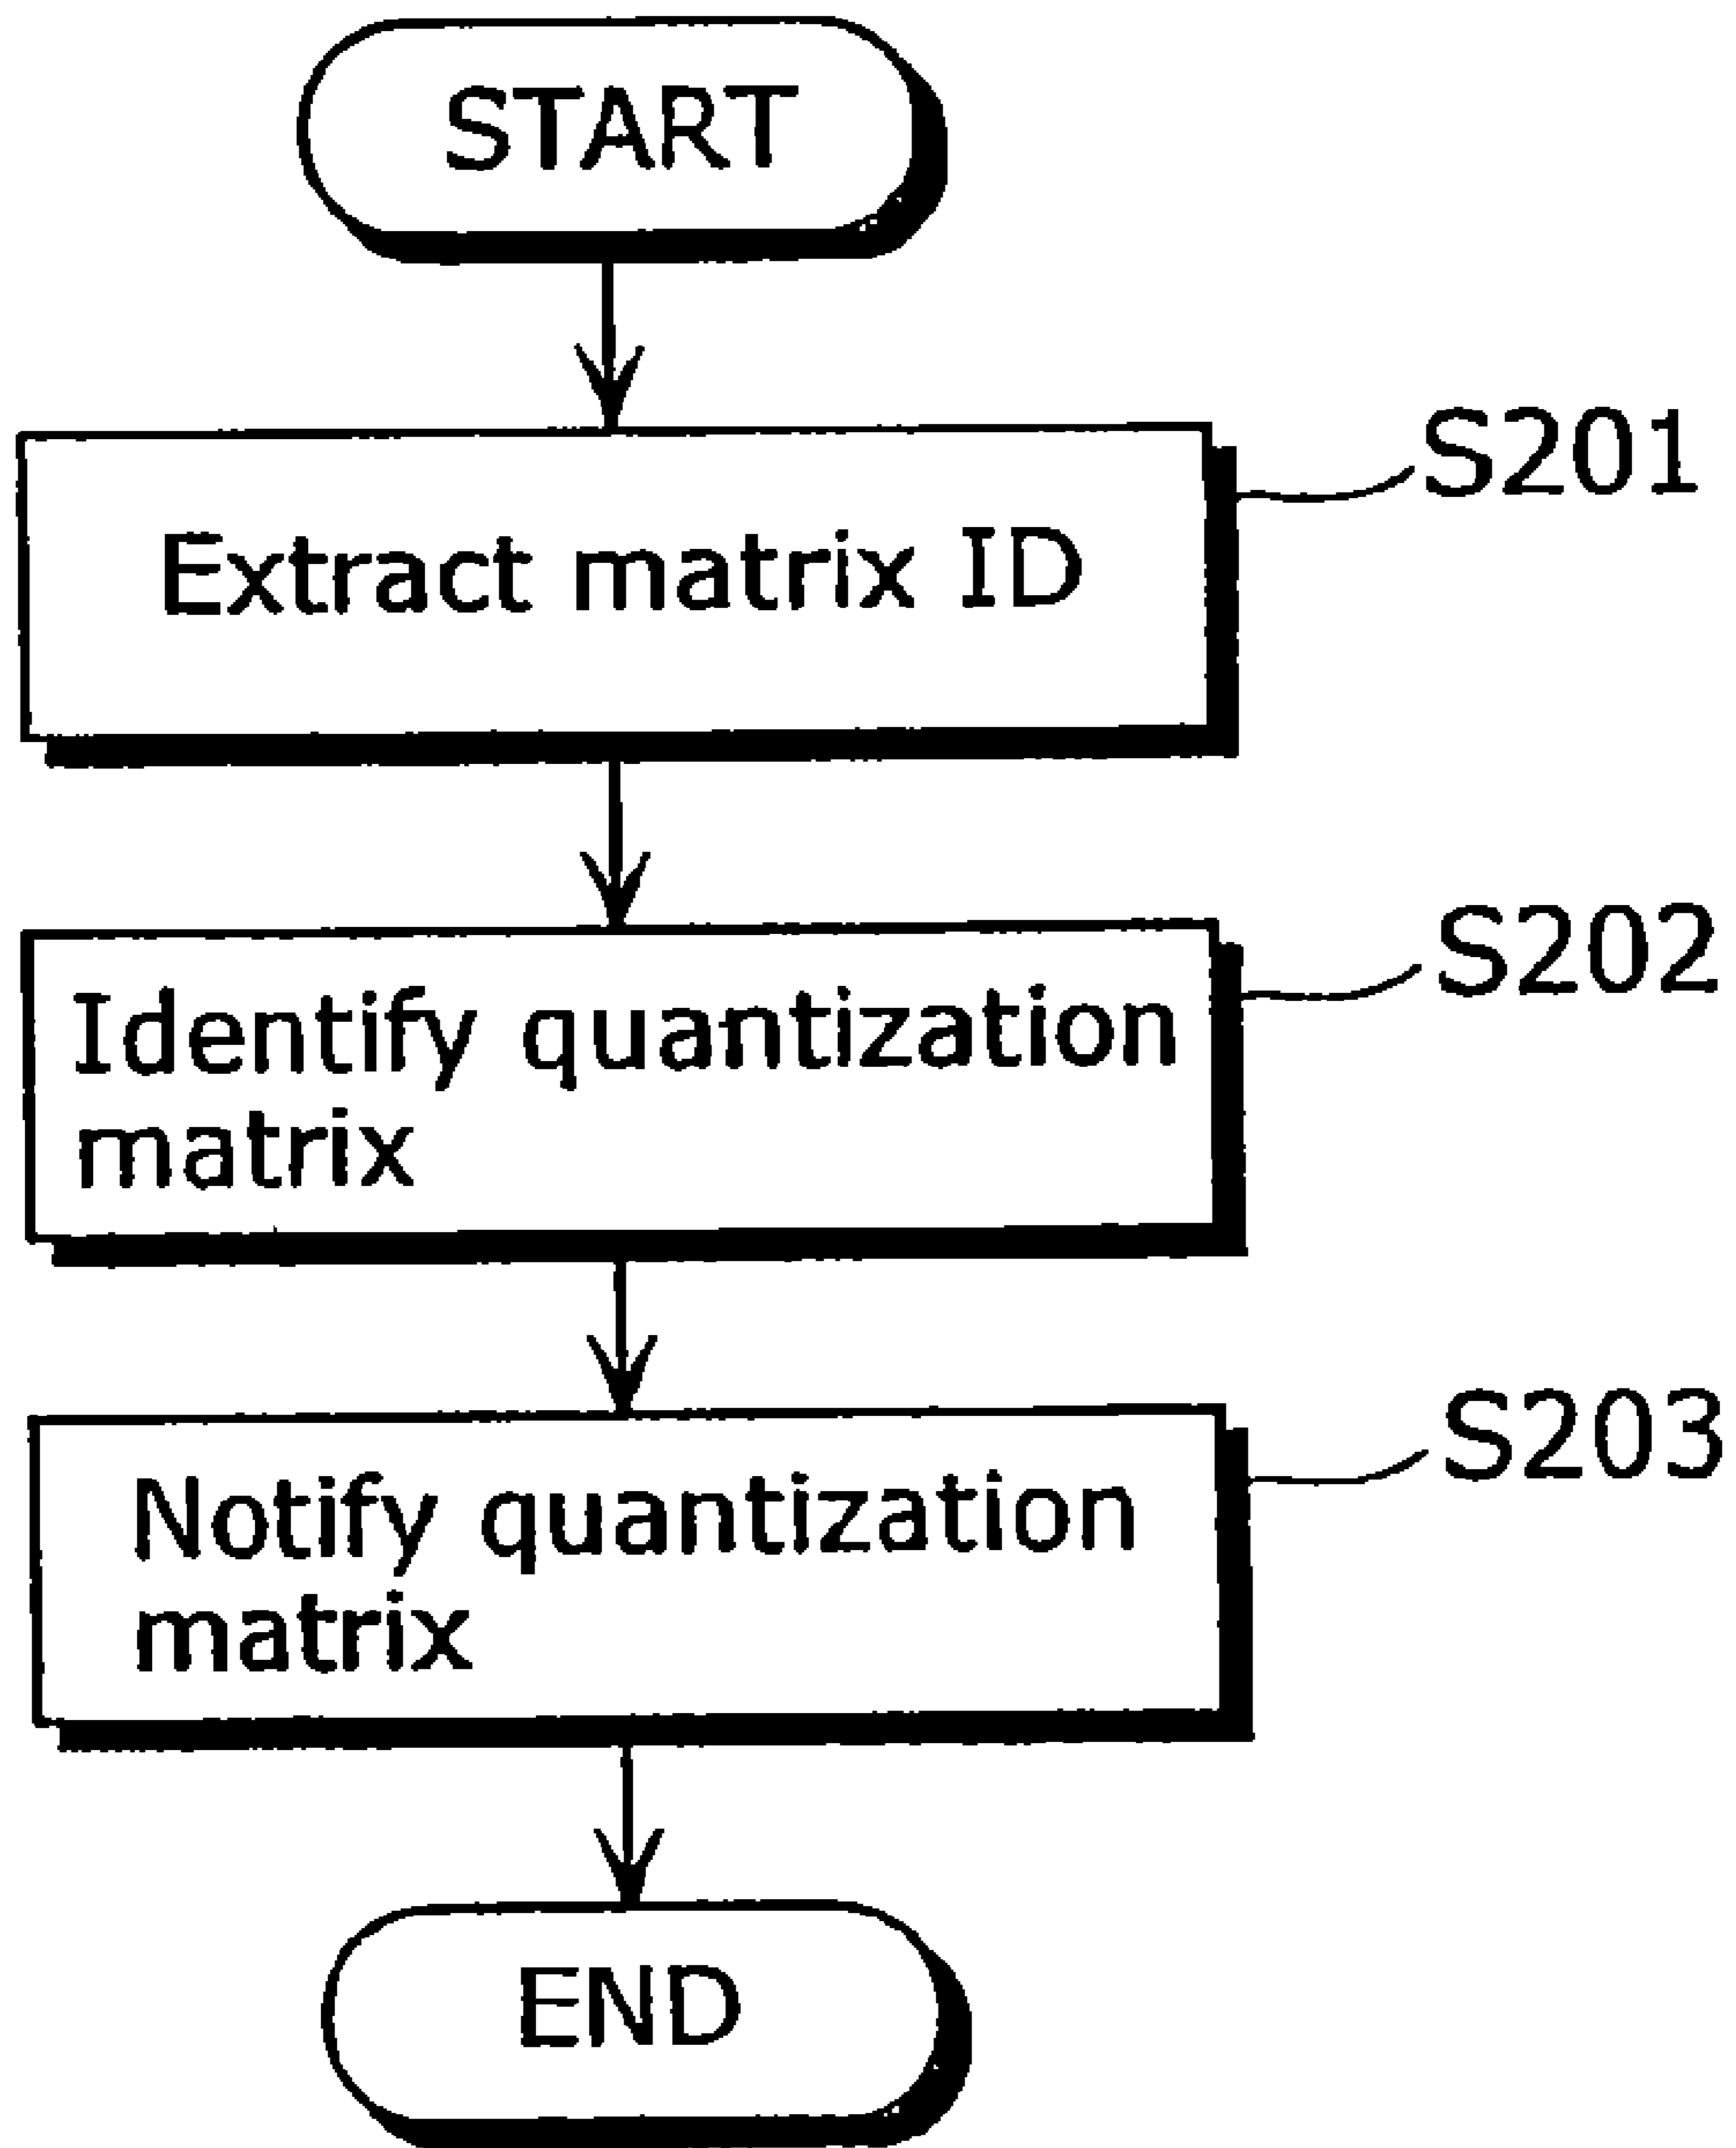 START
Extract matrix ID
S201
Identify quantization
matrix
S202
Notify quantization
matrix
S203
END